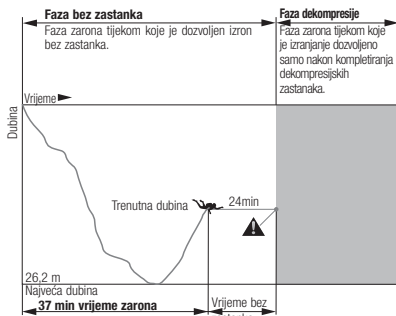 Faza bez zastanka
Faza zarona tijekom koje je dozvoljen izron
bez zastanka.
Faza dekompresije
Faza zarona tijekom koje
je izranjanje dozvoljeno
samo nakon kompletiranja
dekompresijskih
zastanaka.
Vrijeme
Dubina
Trenutna dubina
24min
26,2 m
Najveća dubina
37 min vrijeme zarona
Vrijeme bez